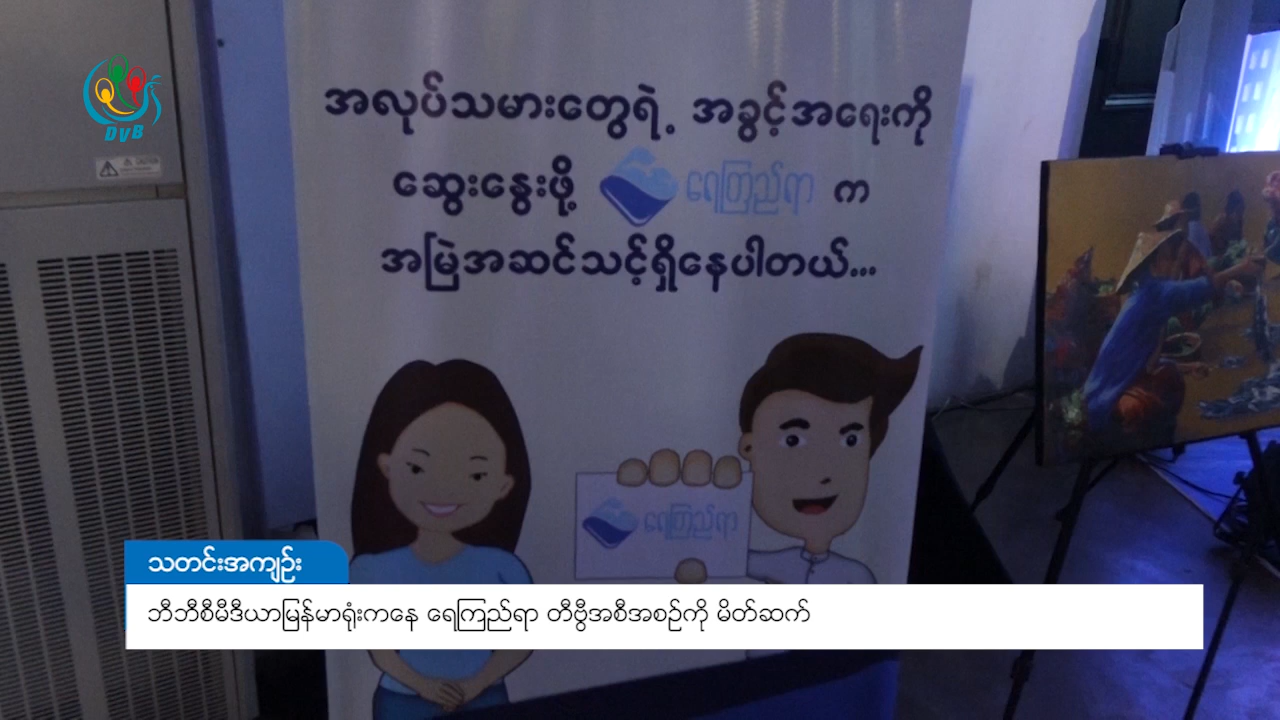 DVB
အလုပ်သမားတွေရဲ့ အခွင့်အရေးကို
ဆွေးနွေးဖို့ ရေကြည်ရာ က
အမြဲအဆင်သင့်ရှိနေပါတယ်...
ရေကြည်ရာ
သတင်းအကျဉ်း
ဘီဘီစီမီဒီယာမြန်မာရုံးကနေ ရေကြည်ရာ တီဗွီအစီအစဉ်ကို မိတ်ဆက်